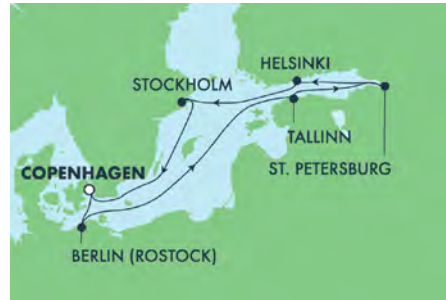 HELSINKI
STOCKHOLM
TALLINN
ST. PETERSBURG
COPENHAGEN
BERLIN (ROSTOCK)